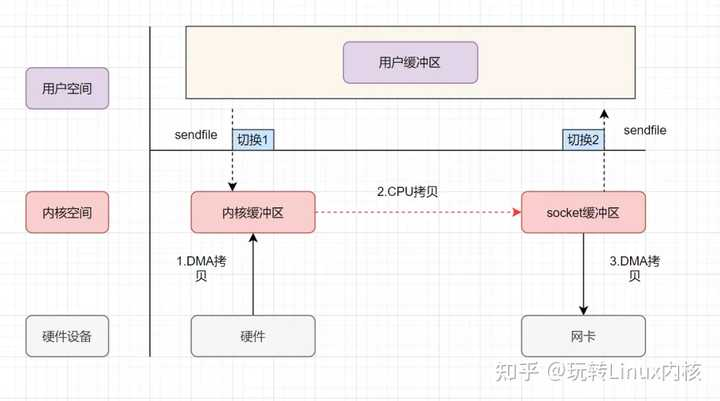 用户空间
用户缓冲区
sendfile
切换1
切换2
sendfile
内核空间
内核缓冲区
2.CPU拷贝
socket缓冲区
1.DMA拷
贝
3.DMA拷
贝
硬件设备
硬件
网卡
知乎 @玩转Linux内核